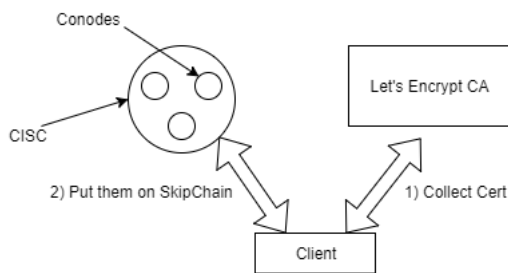 Conodes
Let's Encrypt CA
CISC
2) Put them on SkipChain
1) Collect Cert
Client